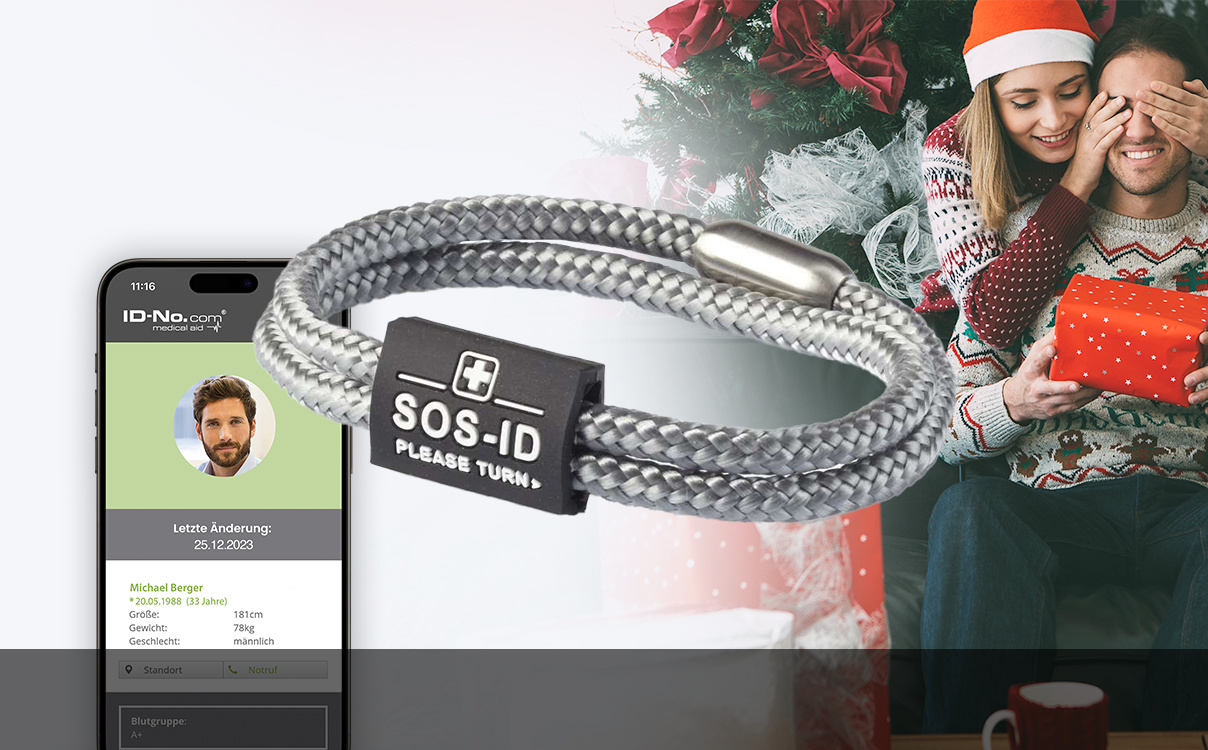 11:16
ID-No.com®
medical aid
Letzte Änderung:
25.12.2023
Michael Berger
* 20.05.1988 (33 Jahre)
Größe: 181cm
Gewicht: 78kg
Geschlecht: männlich
Standort Notruf
Blutgruppe:
A+
SOS-ID
PLEASE TURN